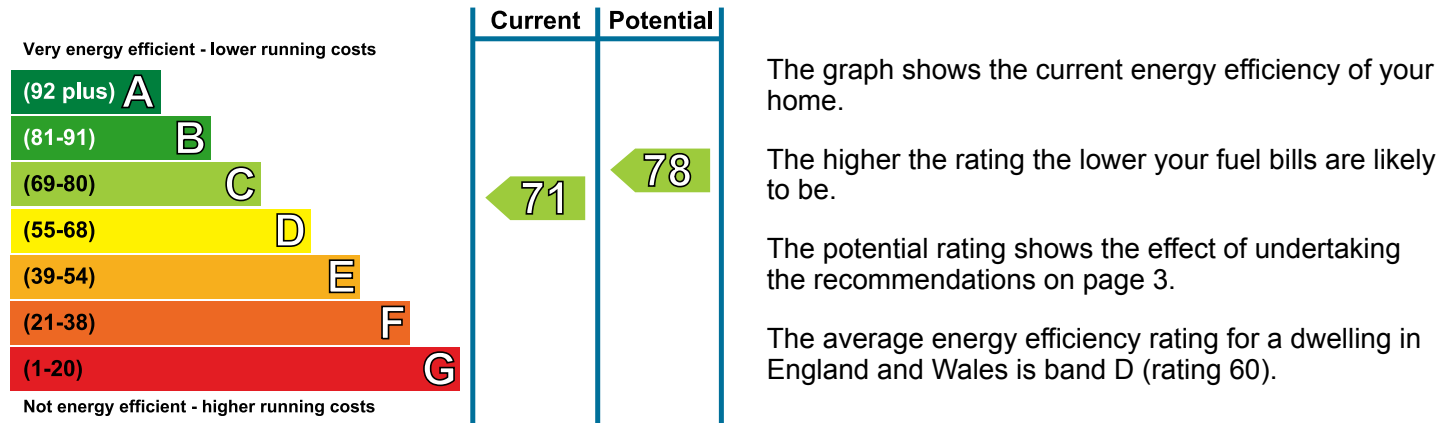 Current Potential
Very energy efficient - lower running costs
(92 plus) A
(81-91) B
(69-80) C
(55-68) D
(39-54) E
(21-38) F
(1-20) G
Not energy efficient - higher running costs
71
78
The graph shows the current energy efficiency of your
home.
The higher the rating the lower your fuel bills are likely
to be.
The potential rating shows the effect of undertaking
the recommendations on page 3.
The average energy efficiency rating for a dwelling in
England and Wales is band D (rating 60).